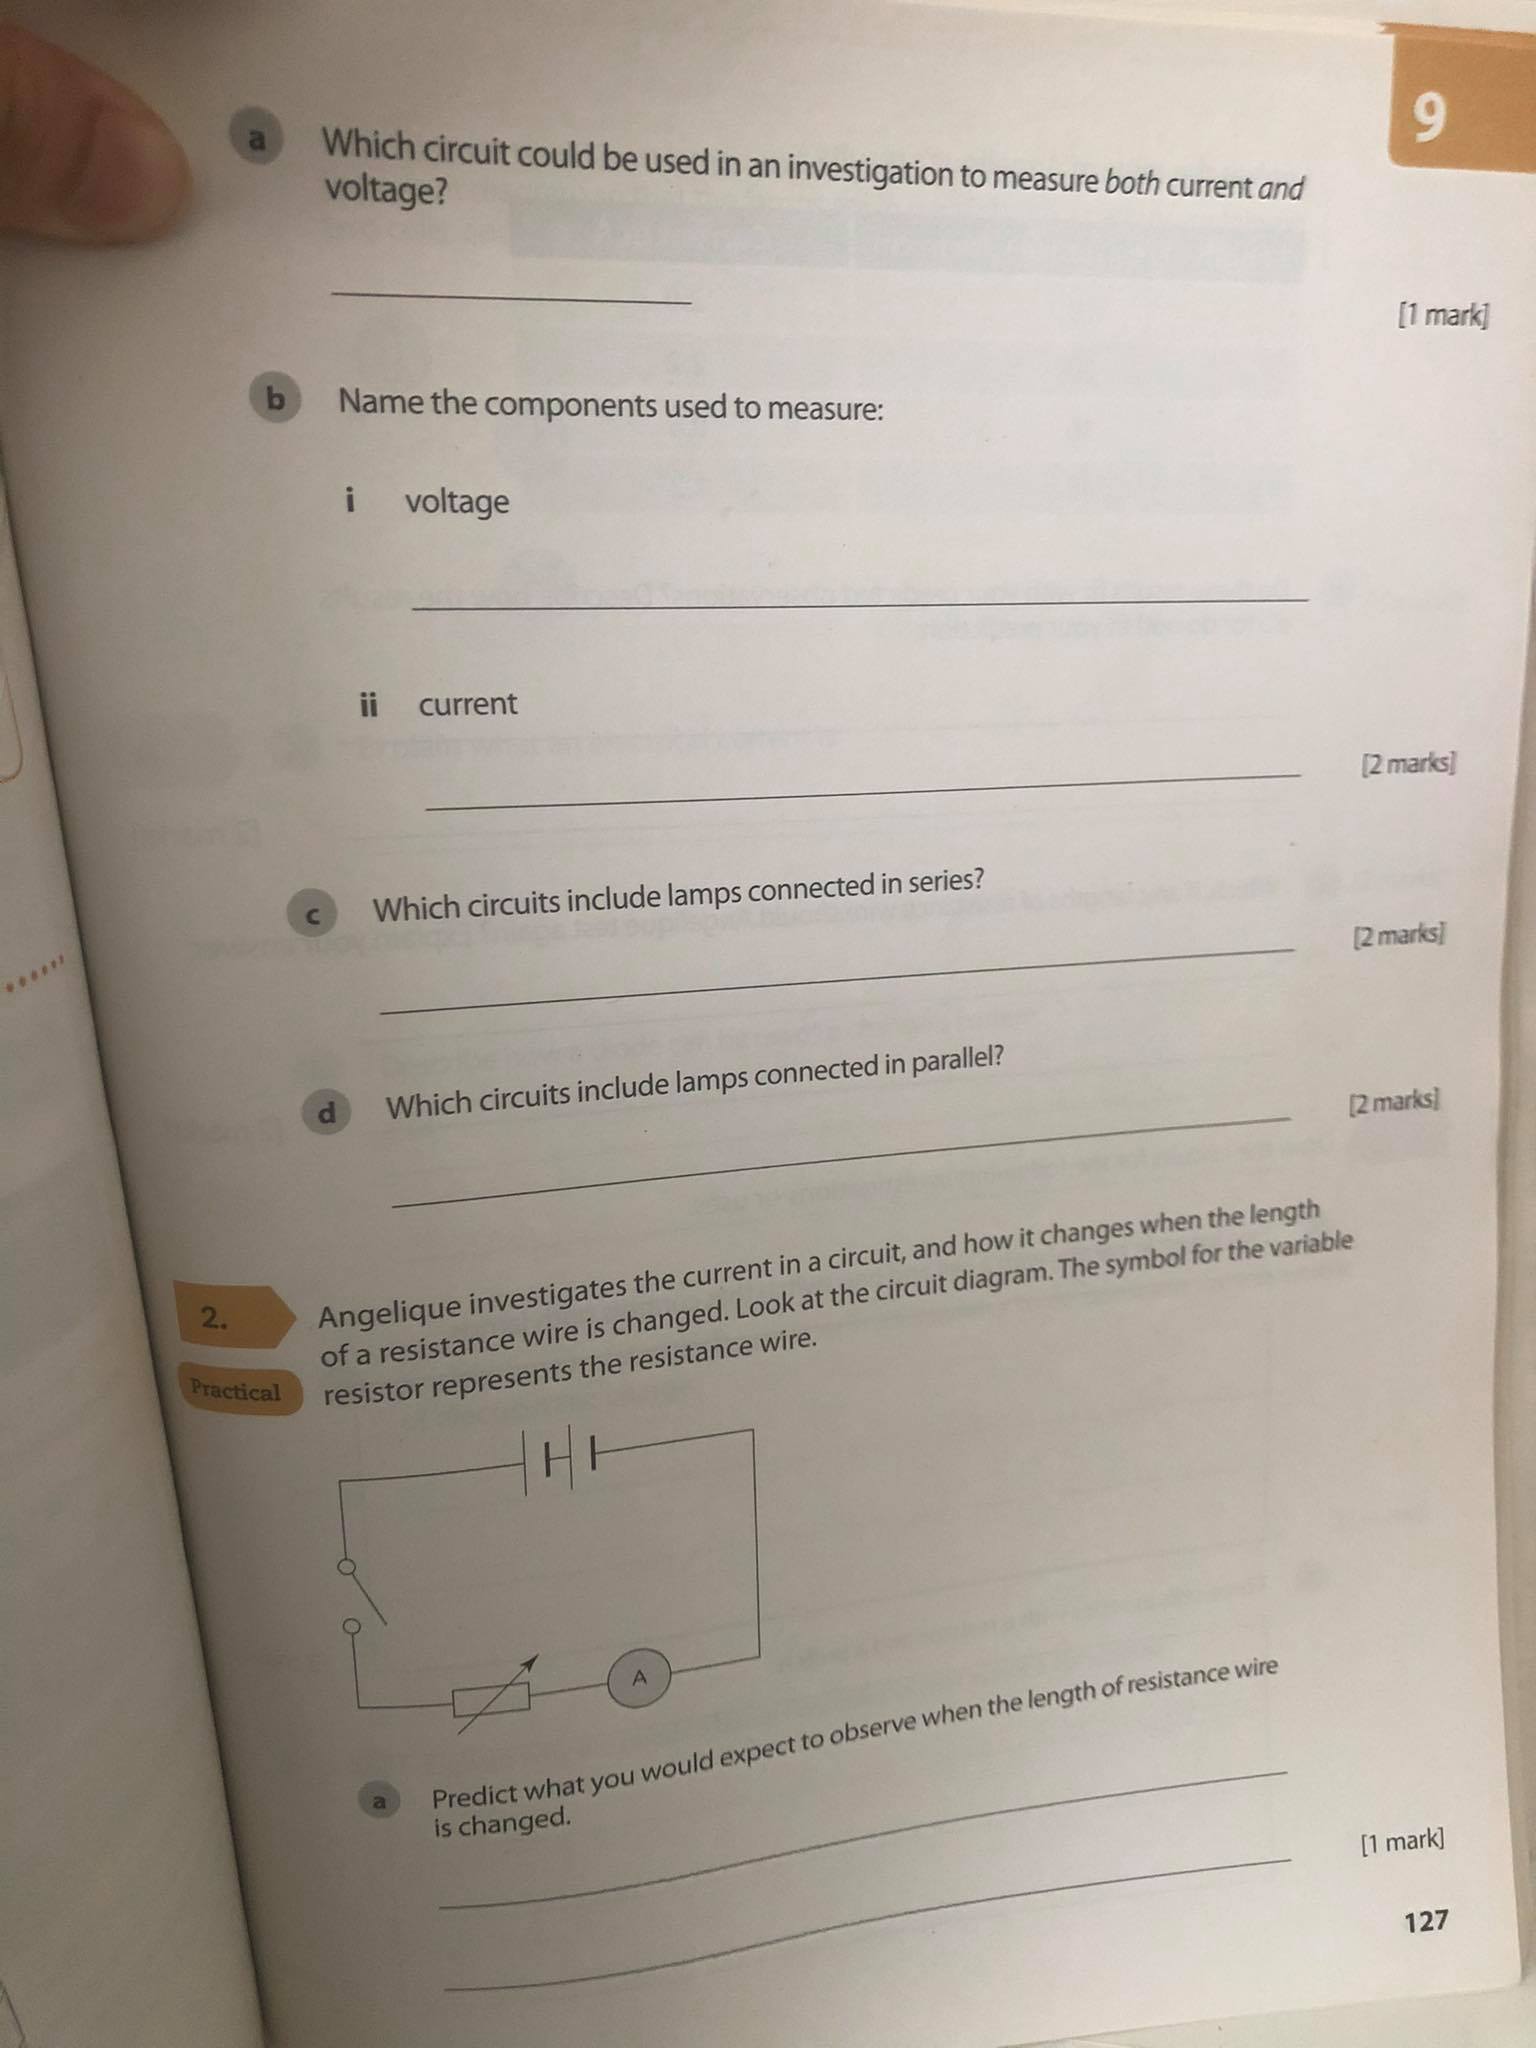 9
a Which circuit could be used in an investigation to measure both current and
voltage?
[1 mark]
b Name the components used to measure:
i voltage
ii current
[2 marks]
c Which circuits include lamps connected in series?
[2 marks]
d Which circuits include lamps connected in parallel?
[2 marks]
2. Angelique investigates the current in a circuit, and how it changes when the length
of a resistance wire is changed. Look at the circuit diagram. The symbol for the variable
Practical resistor represents the resistance wire.
A
a Predict what you would expect to observe when the length of resistance wire
is changed.
[1 mark]
127